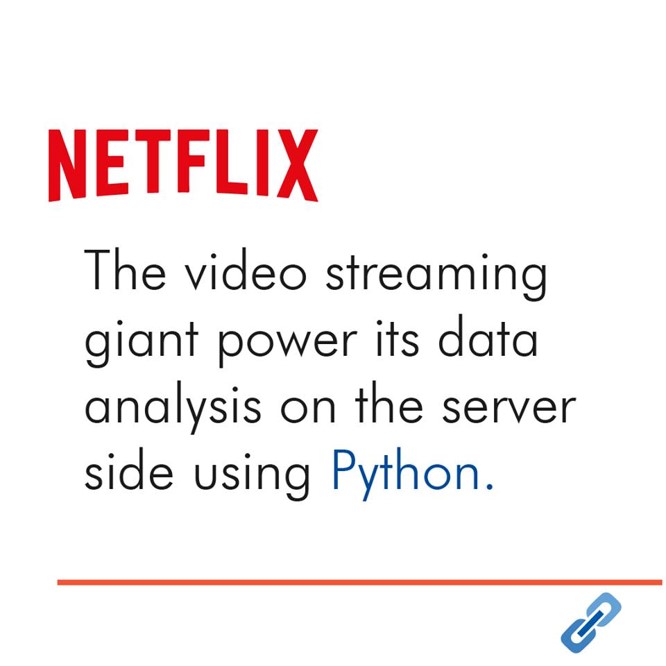 NETFLIX
The video streaming
giant power its data
analysis on the server
side using Python.